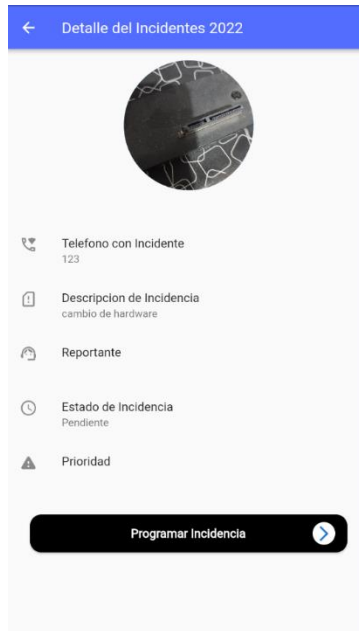 Detalle del Incidentes 2022
Telefono con Incidente
123
Descripcion de Incidencia
cambio de hardware
Reportante
Estado de Incidencia
Pendiente
Prioridad
Programar Incidencia